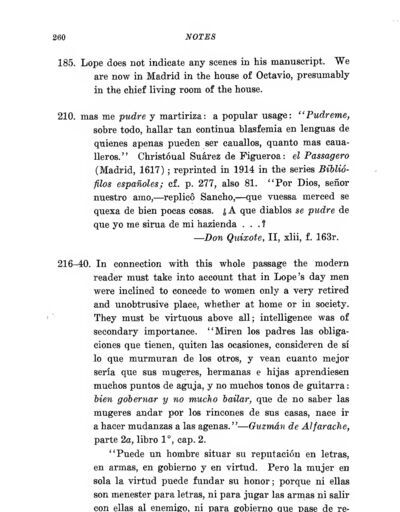 260 NOTES
185. Lope does not indicate any scenes in his manuscript. We
are now in Madrid in the house of Octavio, presumably
in the chief living room of the house.
210. mas me pudre y martiriza: a popular usage: "Pudreme,
sobre todo, hallar tan continua blasfemia en lenguas de
quienes apenas pueden ser cauallos, quanto mas caua-
lleros." Christóual Suárez de Figueroa: el Passagero
(Madrid, 1617); reprinted in 1914 in the series Biblió-
filos españoles; cf. p. 277, also 81. "Por Dios, señor
nuestro amo,—replicô Sancho,—que vuessa merced se
quexa de bien pocas cosas. ¿A que diablos se pudre de
que yo me sirua de mi hazienda . . .?
—Don Quixote, II, xlii, f. 163r.
216–40. In connection with this whole passage the modern
reader must take into account that in Lope's day men
were inclined to concede to women only a very retired
and unobtrusive place, whether at home or in society.
They must be virtuous above all; intelligence was of
secondary importance. "Miren los padres las obliga-
ciones que tienen, quiten las ocasiones, consideren de sí
lo que murmuran de los otros, y vean cuanto mejor
sería que sus mugeres, hermanas e hijas aprendiesen
muchos puntos de aguja, y no muchos tonos de guitarra:
bien gobernar y no mucho bailar, que de no saber las
mugeres andar por los rincones de sus casas, nace ir
a hacer mudanzas a las agenas."—Guzmán de Alfarache,
parte 2a, libro 1°, cap. 2.
"Puede un hombre situar su reputación en letras,
en armas, en gobierno y en virtud. Pero la mujer en
sola la virtud puede fundar su honor; porque ni ellas
son menester para letras, ni para jugar las armas ni salir
con ellas al enemigo, ni para gobierno que pase de re-